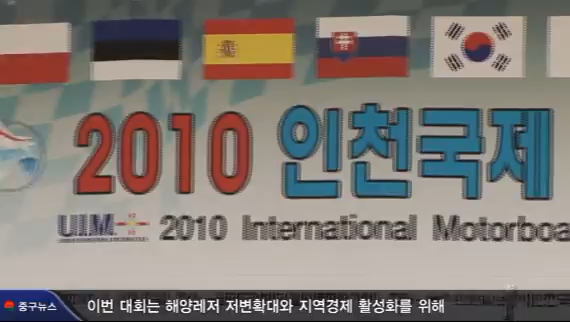 2010 인천국제
U.I.M. 2010 International Motorboa
중구뉴스 이번 대회는 해양레저 저변확대와 지역경제 활성화를 위해